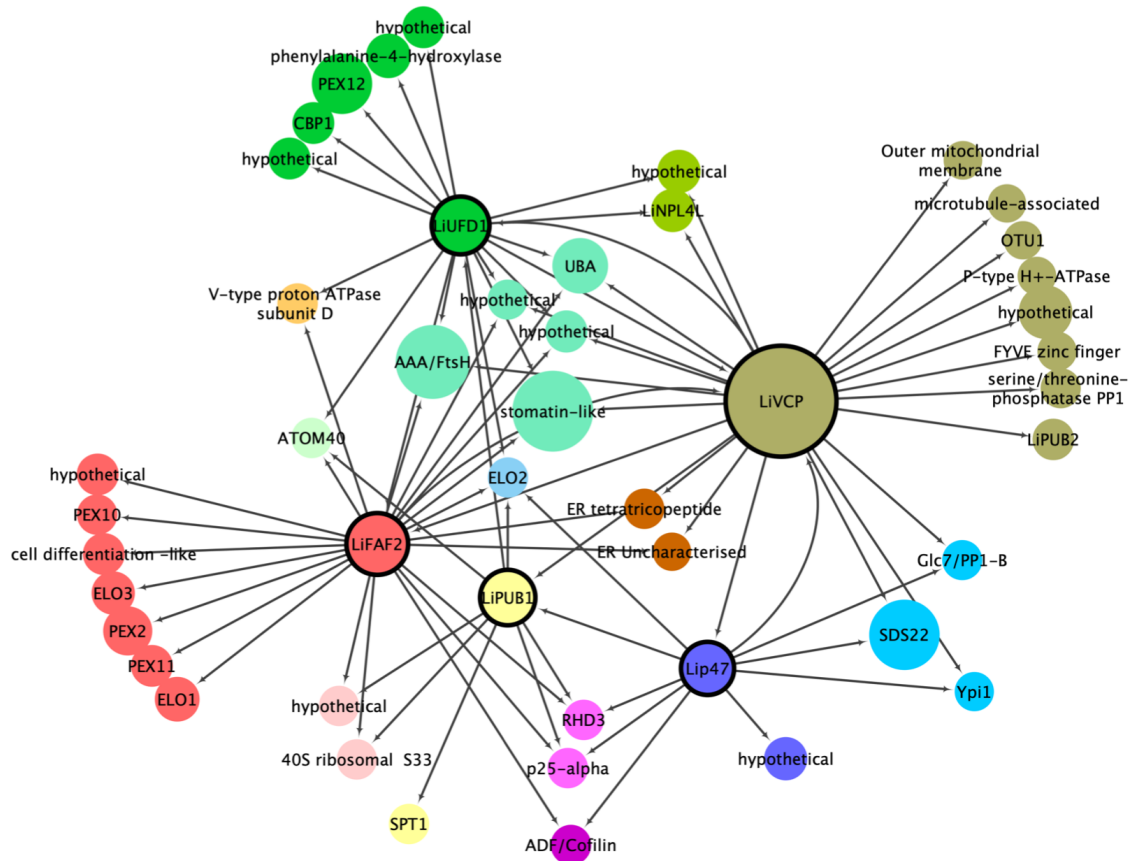 hypothetical
phenylalanine-4-hydroxylase
PEX12
CBP1
hypothetical
LiUFD1
hypothetical
LiNPL4L
Outer mitochondrial
membrane
microtubule-associated
OTU1
P-type H+-ATPase
hypothetical
FYVE zinc finger
serine/threonine-
phosphatase PP1
LiPUB2
UBA
V-type proton ATPase
subunit D
hypothetical
hypothetical
AAA/FtsH
stomatin-like
LiVCP
ATOM40
ELO2
hypothetical
PEX10
cell differentiation -like
ELO3
PEX2
PEX11
ELO1
LiFAF2
ER tetratricopeptide
ER Uncharacterised
LiPUB1
Glc7/PP1-B
SDS22
Ypi1
Lip47
hypothetical
RHD3
40S ribosomal S33
p25-alpha
hypothetical
SPT1
ADF/Cofilin